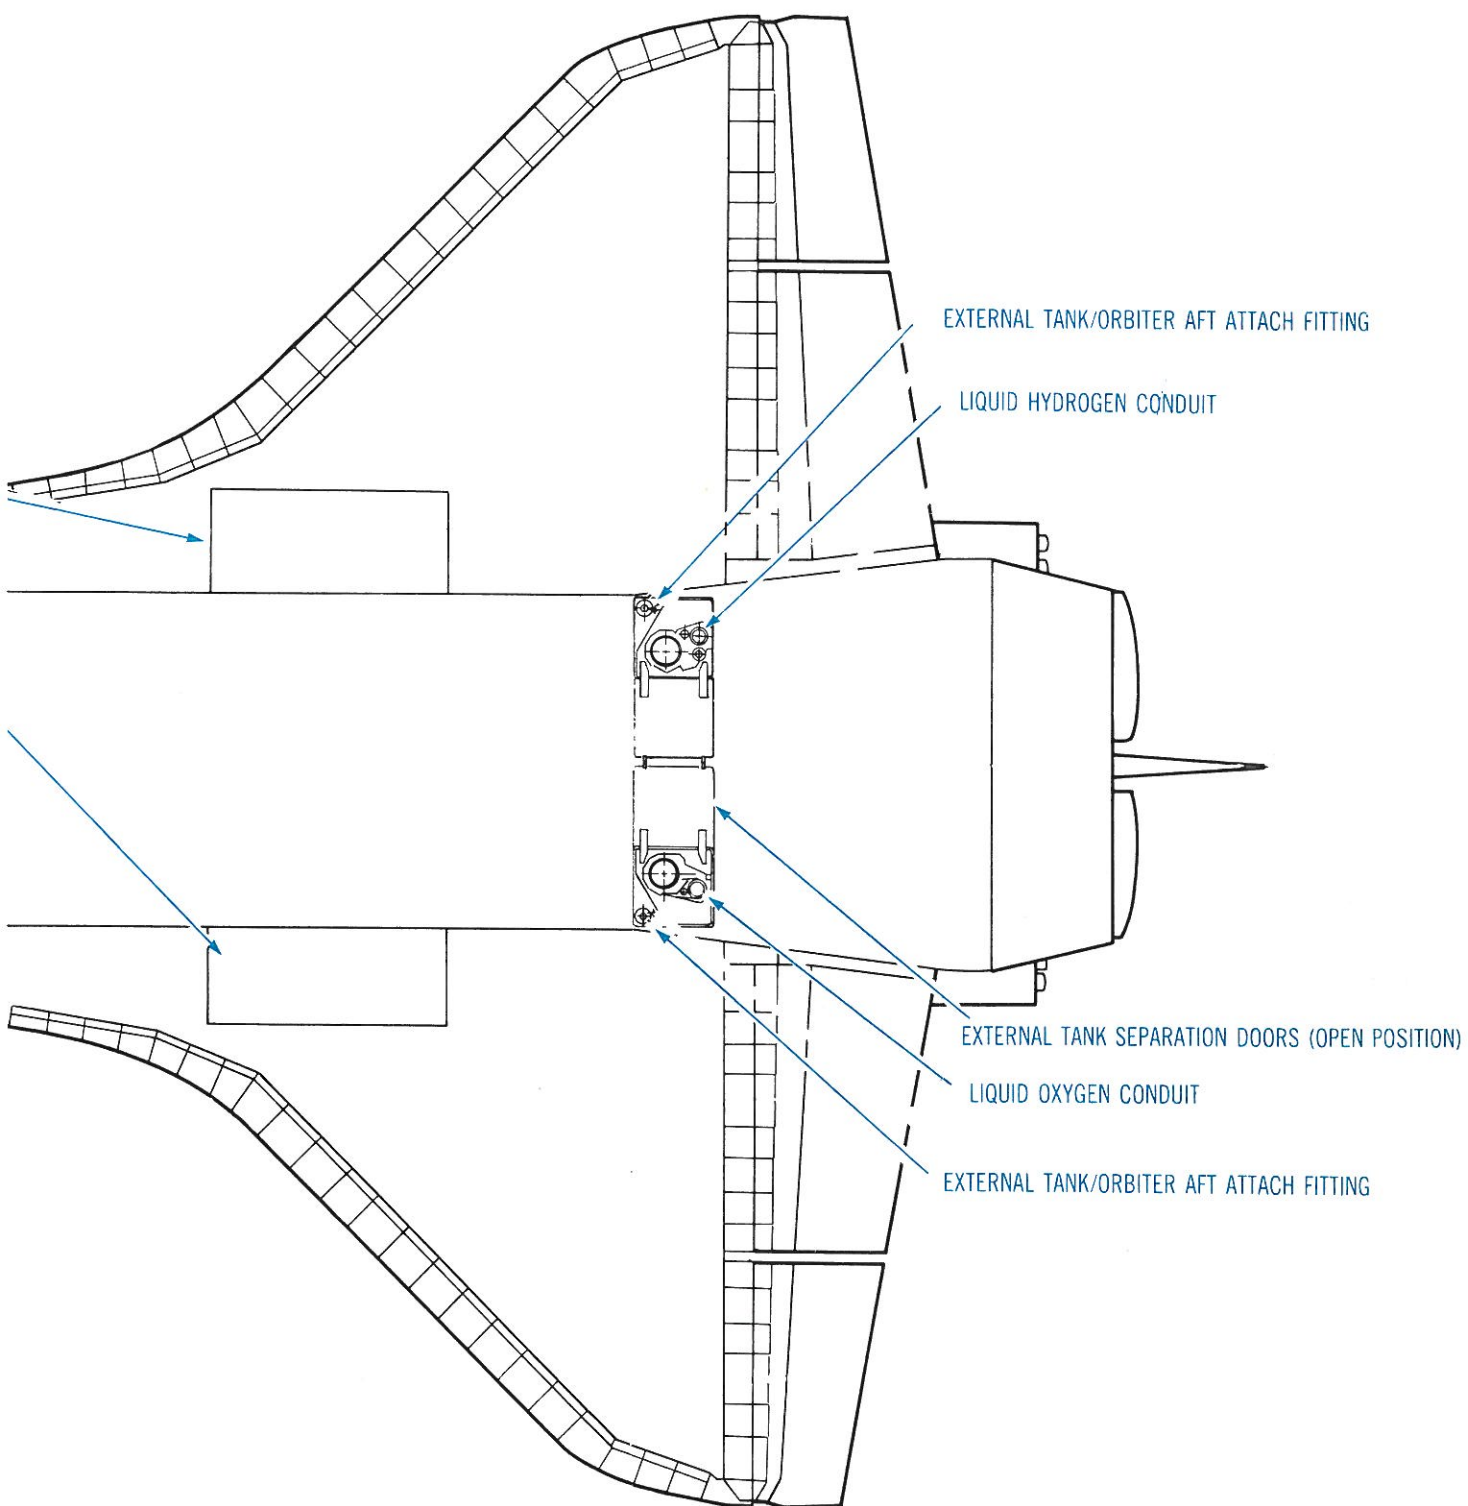 EXTERNAL TANK/ORBITER AFT ATTACH FITTING
LIQUID HYDROGEN CONDUIT
EXTERNAL TANK SEPARATION DOORS (OPEN POSITION)
LIQUID OXYGEN CONDUIT
EXTERNAL TANK/ORBITER AFT ATTACH FITTING